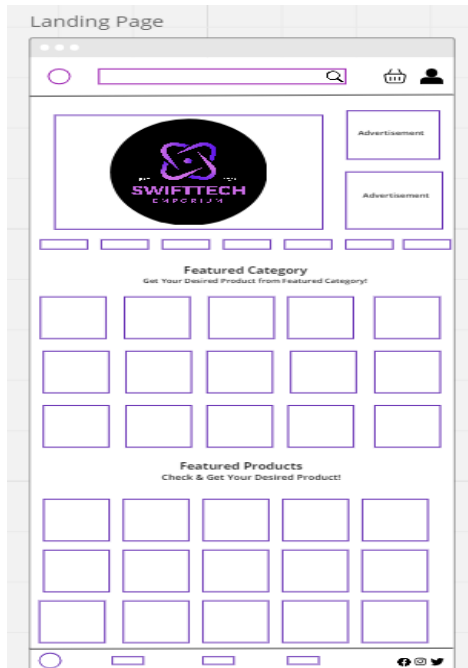 Landing Page
Advertisement
SWIFTTECH
EMPORIUM
Advertisement
Featured Category
Get Your Desired Product from Featured Category!
Featured Products
Check & Get Your Desired Product!